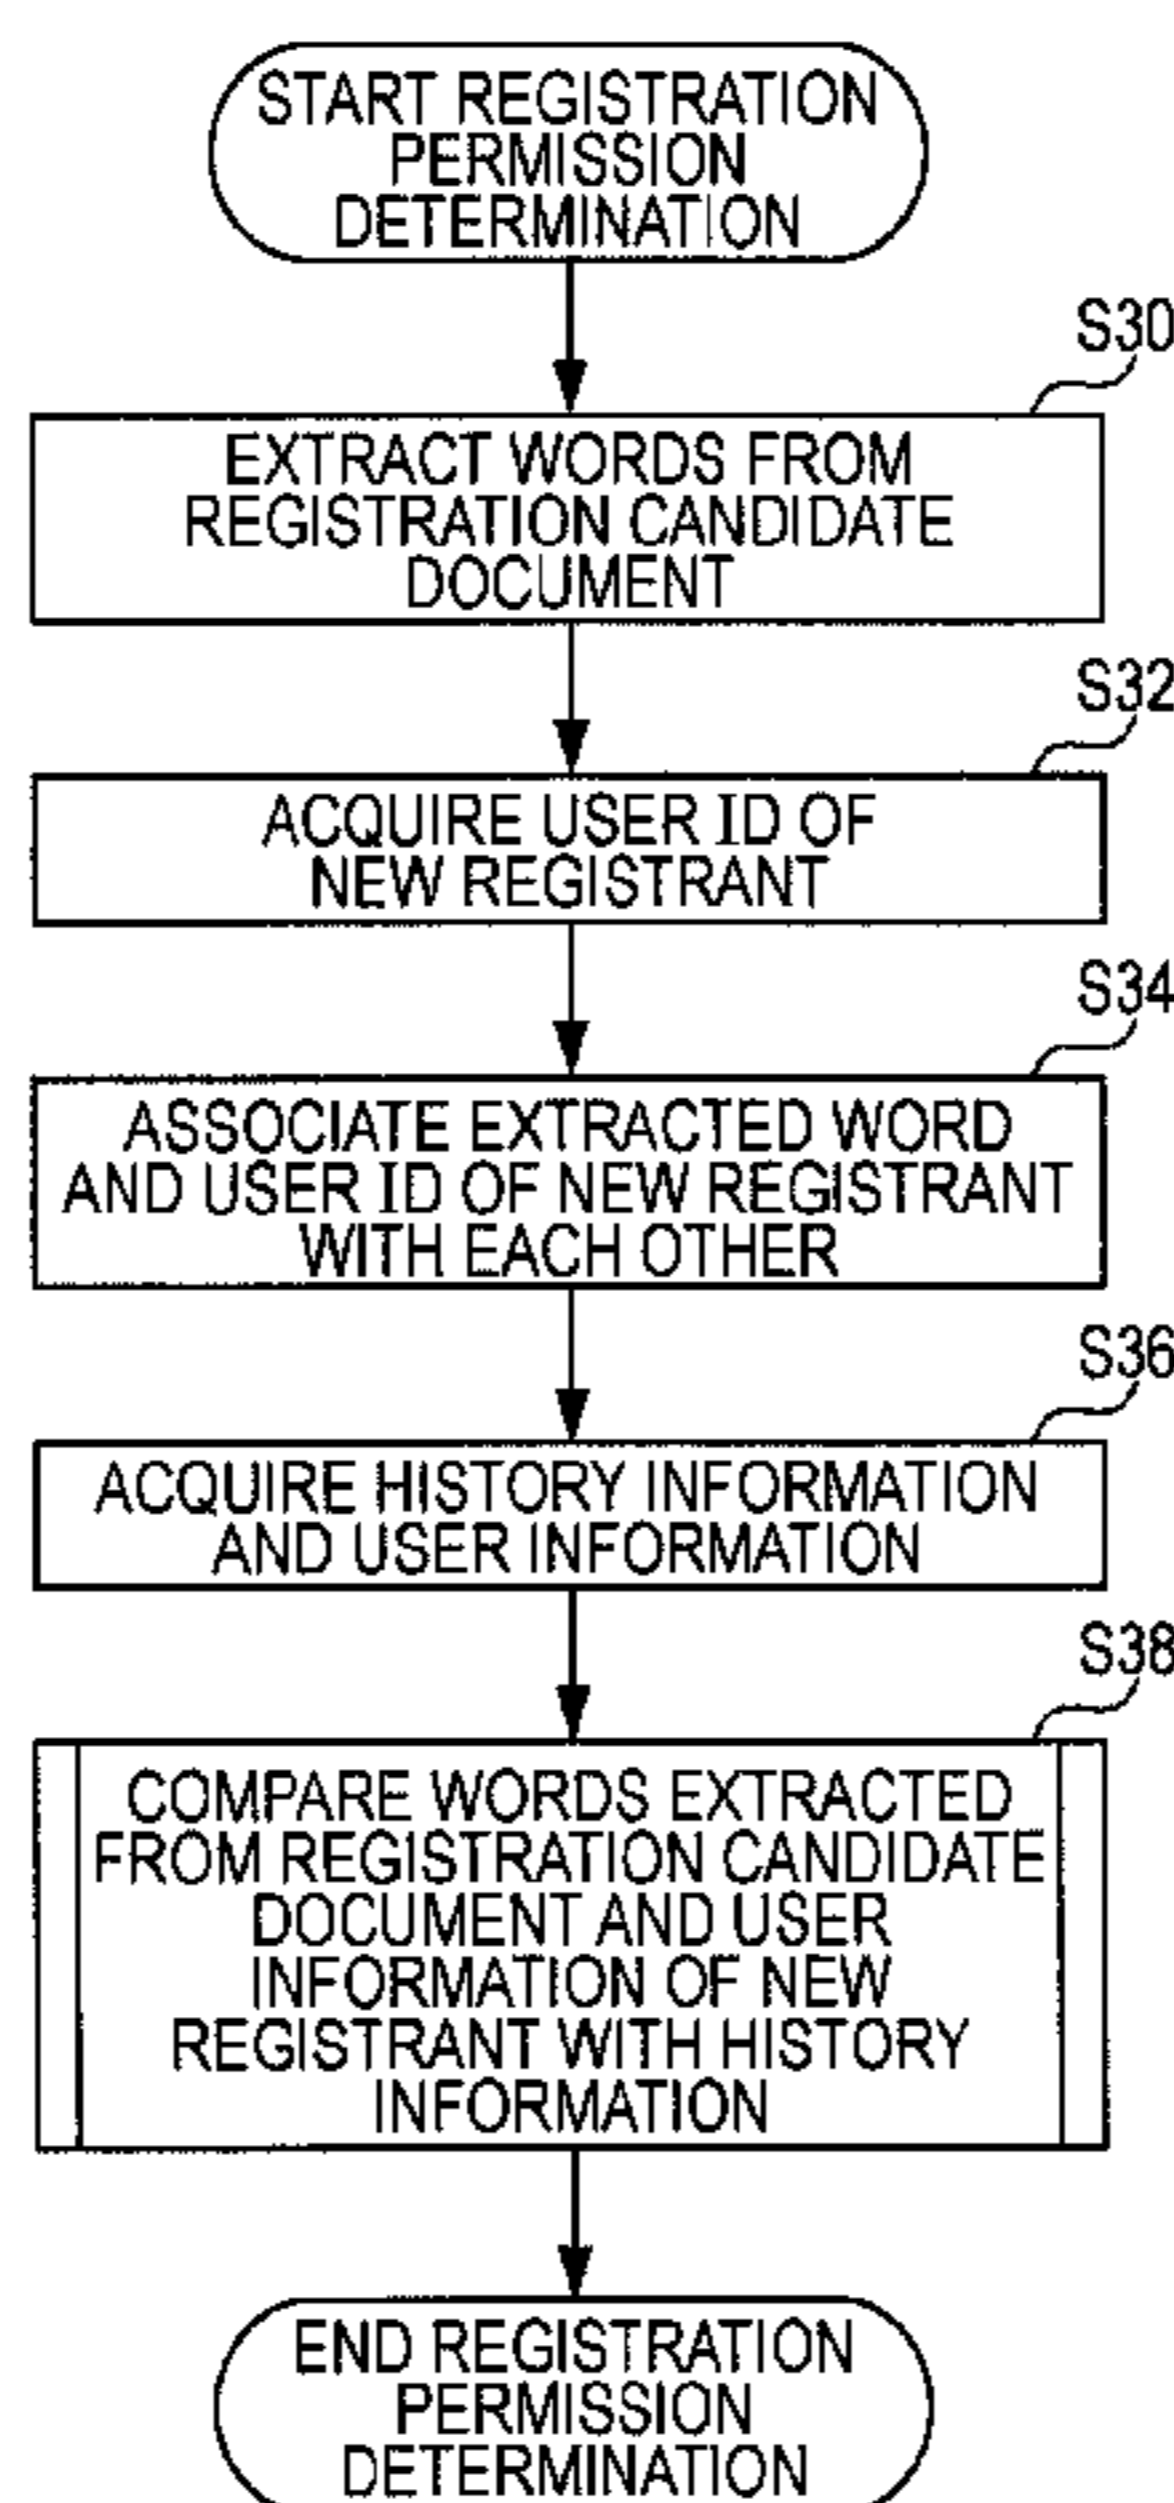 START REGISTRATION
PERMISSION
DETERMINATION
S30
EXTRACT WORDS FROM
REGISTRATION CANDIDATE
DOCUMENT
S32
ACQUIRE USER ID OF
NEW REGISTRANT
S34
ASSOCIATE EXTRACTED WORD
AND USER ID OF NEW REGISTRANT
WITH EACH OTHER
S36
ACQUIRE HISTORY INFORMATION
AND USER INFORMATION
S38
COMPARE WORDS EXTRACTED
FROM REGISTRATION CANDIDATE
DOCUMENT AND USER
INFORMATION OF NEW
REGISTRANT WITH HISTORY
INFORMATION
END REGISTRATION
PERMISSION
DETERMINATION